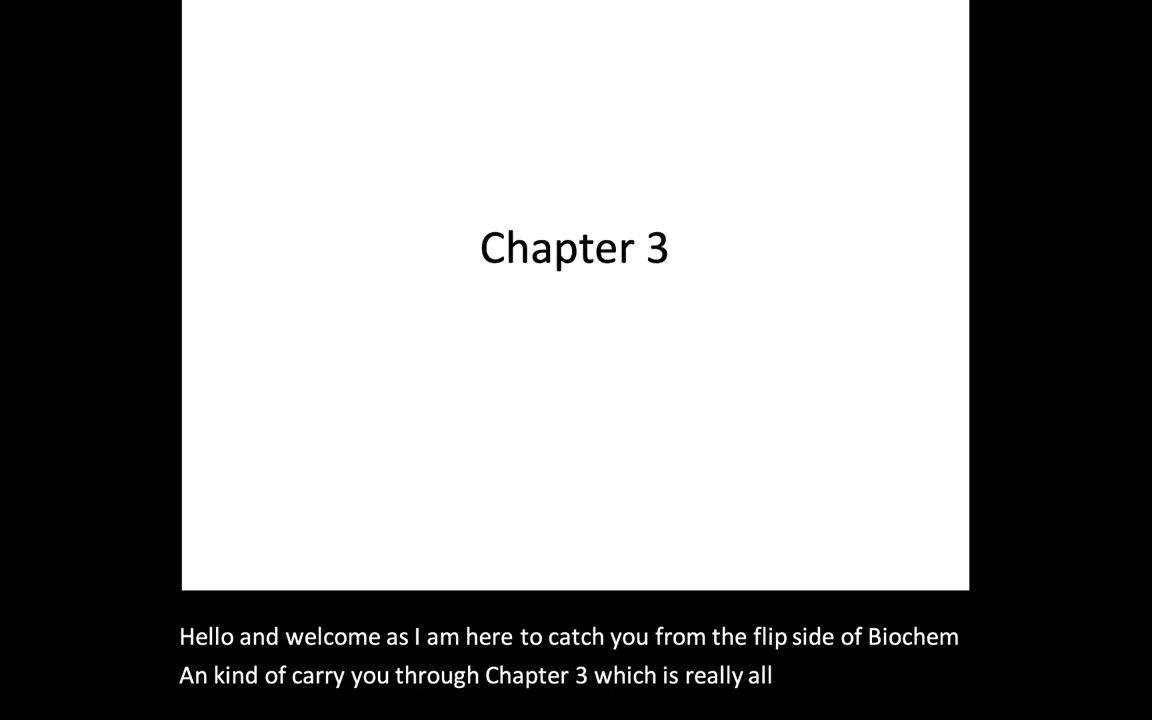 Chapter 3
Hello and welcome as I am here to catch you from the flip side of Biochem
An kind of carry you through Chapter 3 which is really all